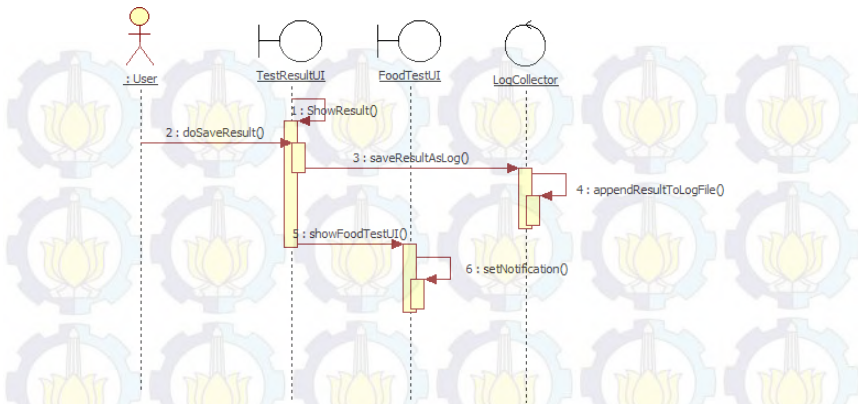 : User
TestResultUI
FoodTestUI
LogCollector
1 : ShowResult()
2 : doSaveResult()
3 : saveResultAsLog()
4 : appendResultToLogFile()
5 : showFoodTestUI()
6 : setNotification()